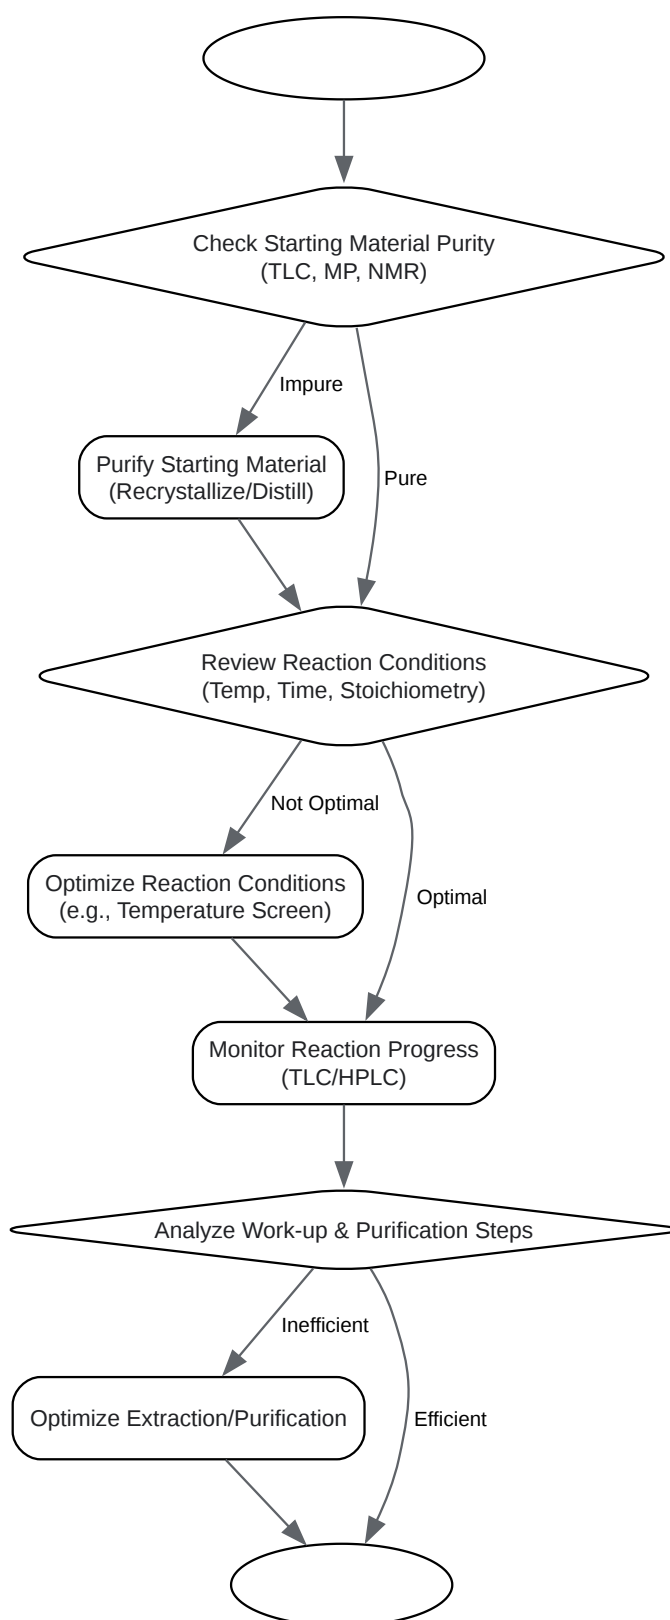 Check Starting Material Purity
(TLC, MP, NMR)
Impure
Purify Starting Material
(Recrystallize/Distill)
Pure
Review Reaction Conditions
(Temp, Time, Stoichiometry)
Not Optimal
Optimize Reaction Conditions
(e.g., Temperature Screen)
Optimal
Monitor Reaction Progress
(TLC/HPLC)
Analyze Work-up & Purification Steps
Inefficient
Optimize Extraction/Purification
Efficient